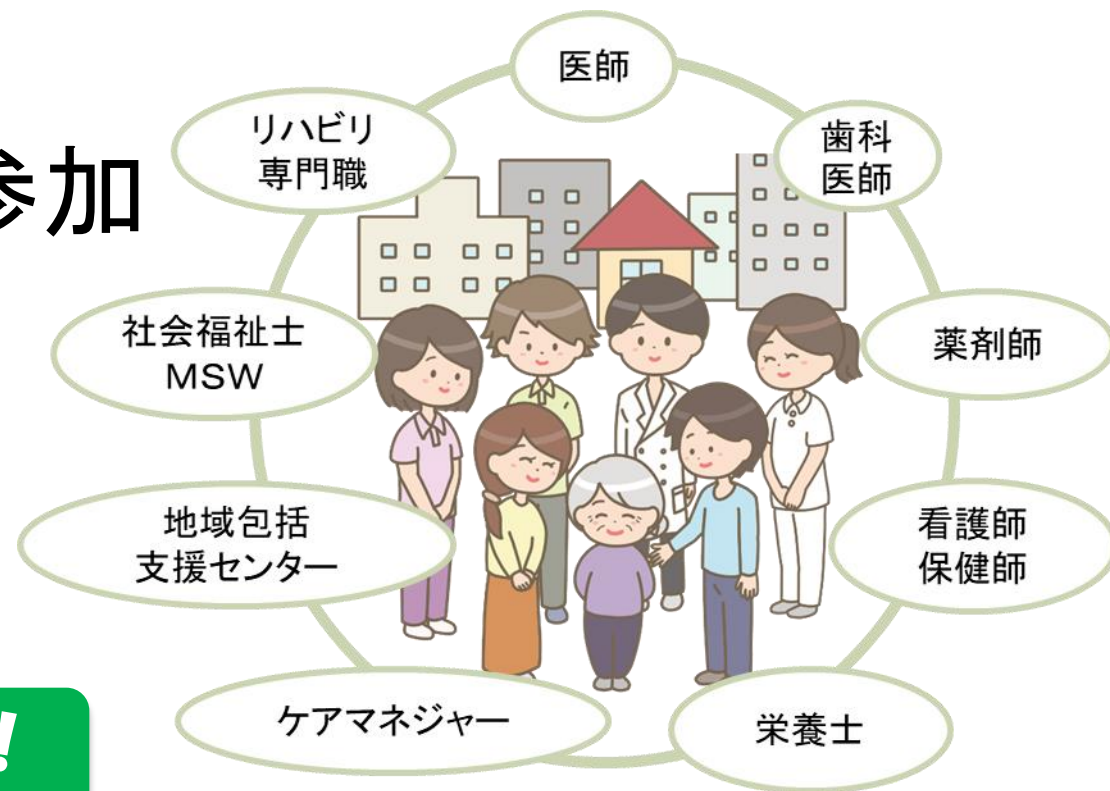 医師
リハビリ
専門職
歯科
医師
参加
社会福祉士
MSW
薬剤師
地域包括
支援センター
看護師
保健師
ケアマネジャー
栄養士
!